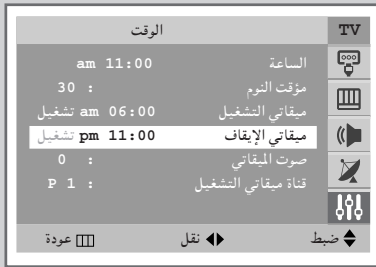 الوقت TV
الساعة 11:00 am
مؤقت النوم : 30
ميقاتي التشغيل 06:00 am تشغيل
ميقاتي الإيقاف 11:00 pm تشغيل
صوت الميقاتي : 0
قناة ميقاتي التشغيل : P 1
ضبط نقل عودة